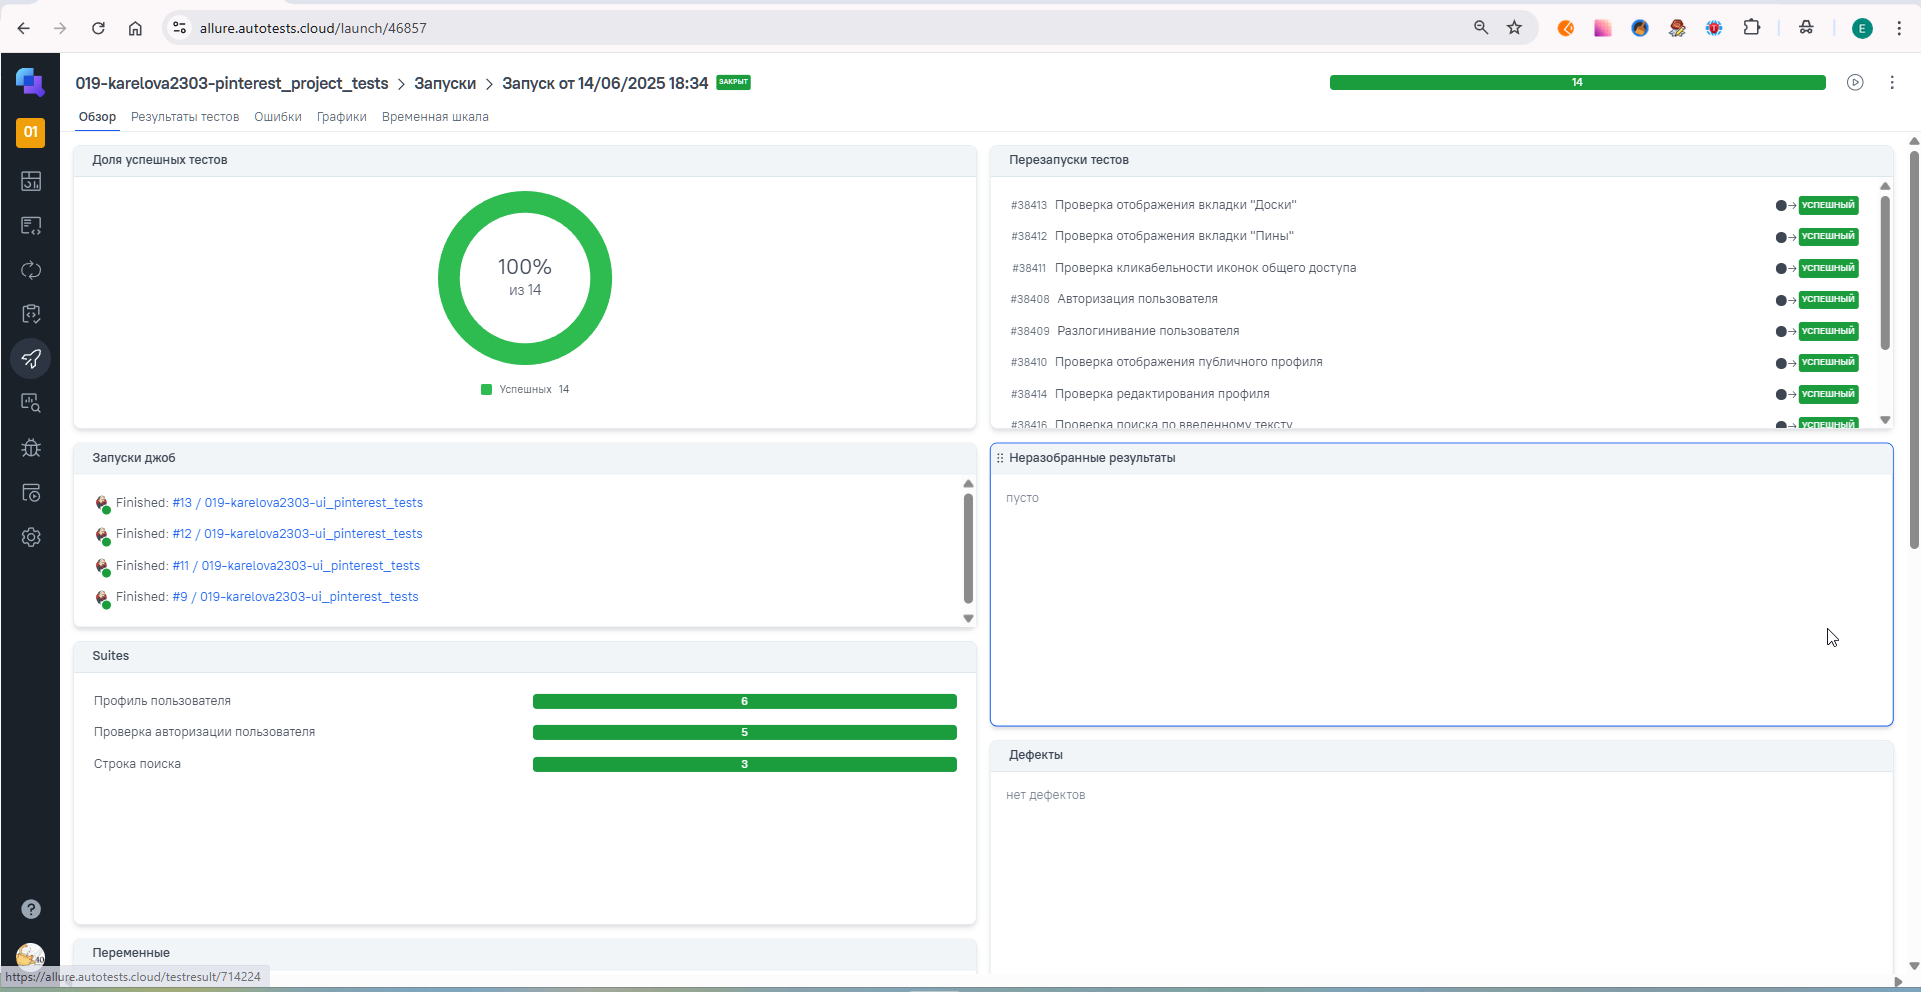 allure.autotests.cloud/launch/46857
E
019-karelova2303-pinterest_project_tests > Запуски > Запуск от 14/06/2025 18:34 ЗАКРЫТ
14
01
Обзор Результаты тестов Ошибки Графики Временная шкала
Доля успешных тестов
100%
из 14
Успешных 14
Перезапуски тестов
#38413 Проверка отображения вкладки "Доски" УСПЕШНЫЙ
#38412 Проверка отображения вкладки "Пины" УСПЕШНЫЙ
#38411 Проверка кликабельности иконок общего доступа УСПЕШНЫЙ
#38408 Авторизация пользователя УСПЕШНЫЙ
#38409 Разлогинивание пользователя УСПЕШНЫЙ
#38410 Проверка отображения публичного профиля УСПЕШНЫЙ
#38414 Проверка редактирования профиля УСПЕШНЫЙ
#38416 Проверка поиска по введенному тексту УСПЕШНЫЙ
Запуски джоб
Finished: #13 / 019-karelova2303-ui_pinterest_tests
Finished: #12 / 019-karelova2303-ui_pinterest_tests
Finished: #11 / 019-karelova2303-ui_pinterest_tests
Finished: #9 / 019-karelova2303-ui_pinterest_tests
Неразобранные результаты
пусто
Suites
Профиль пользователя 6
Проверка авторизации пользователя 5
Строка поиска 3
Дефекты
нет дефектов
Переменные
https://allure.autotests.cloud/testresult/714224